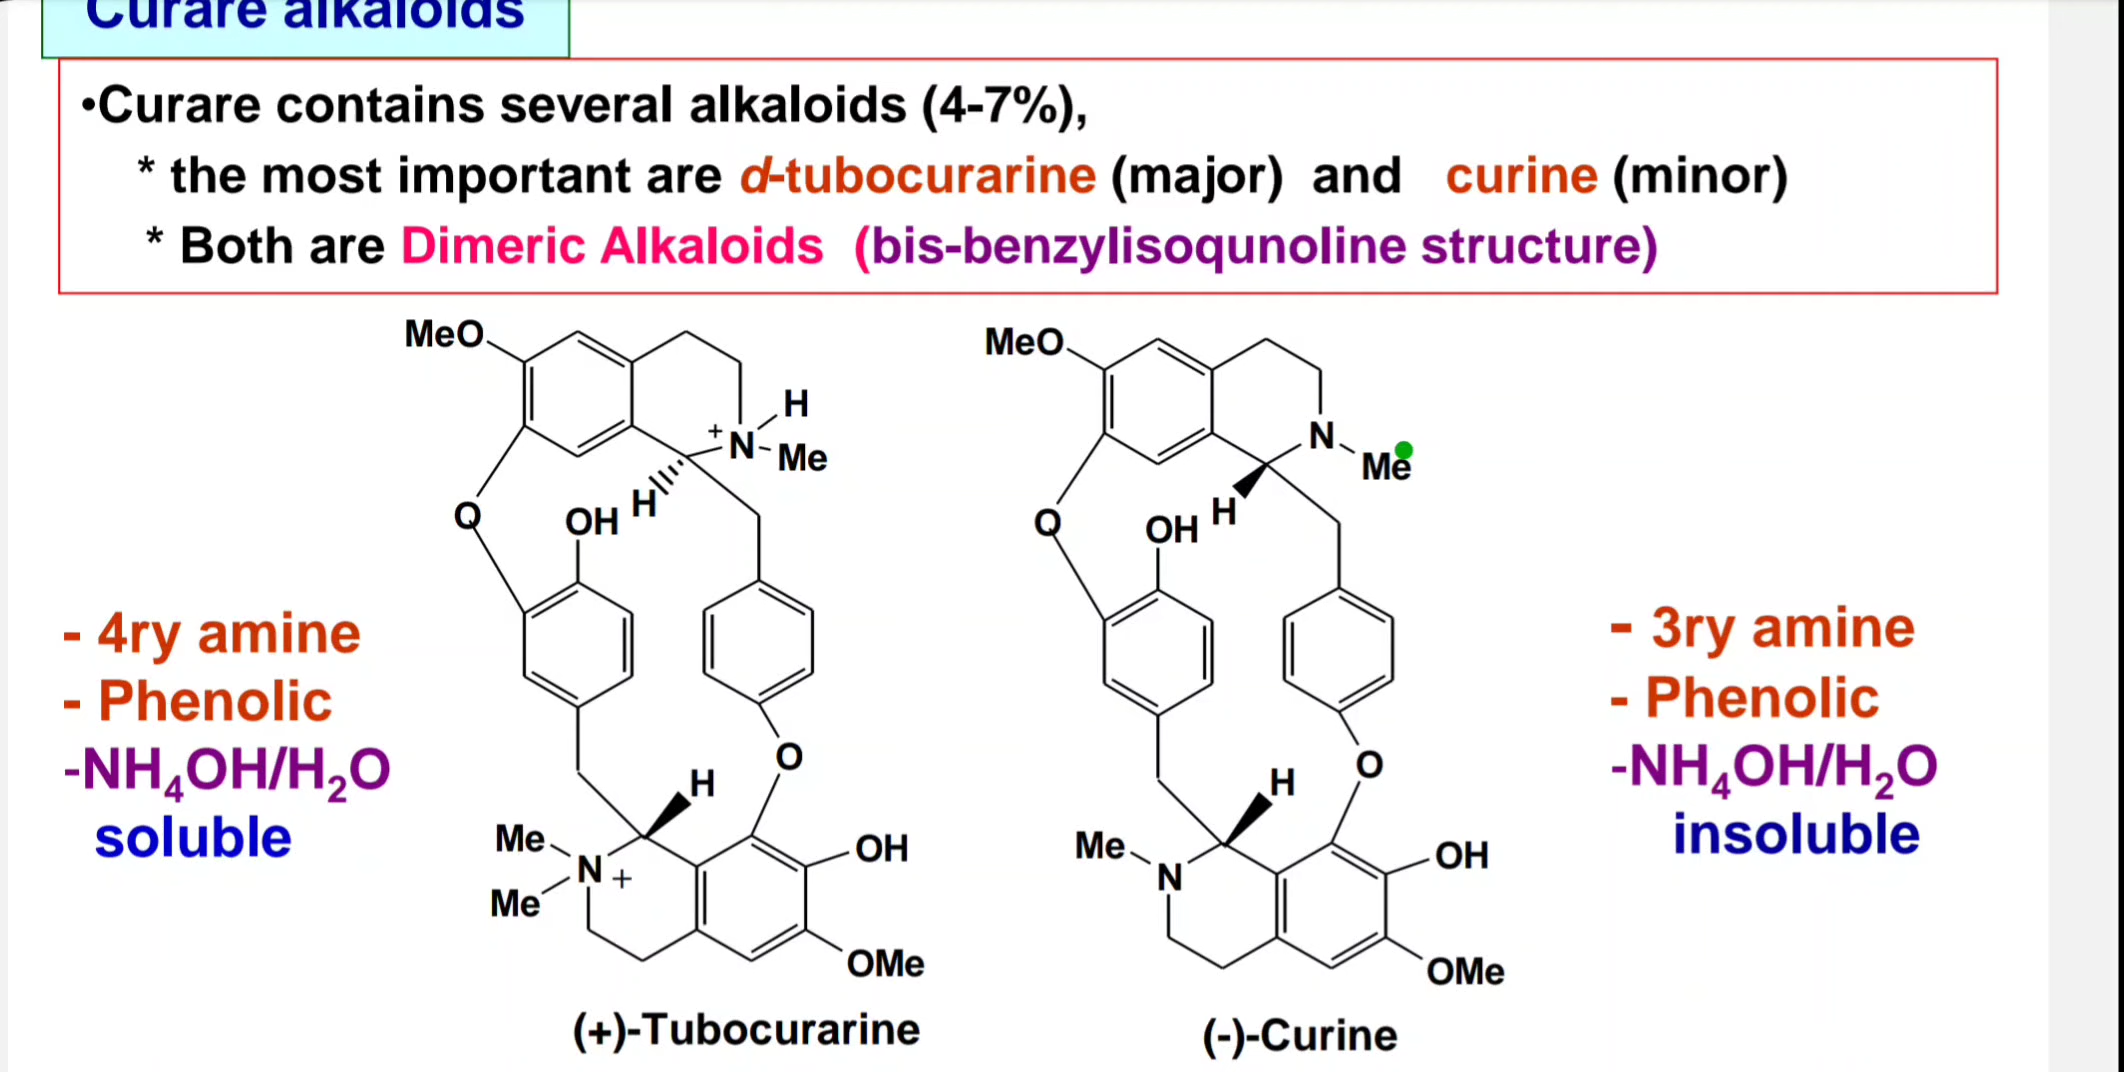 Curare alkaloids
•Curare contains several alkaloids (4-7%),
* the most important are d-tubocurarine (major) and curine (minor)
* Both are Dimeric Alkaloids (bis-benzylisoqunoline structure)
MeO
H
+
N
Me
H
O
OH
O
H
Me
N
+
Me
OH
OMe
(+)-Tubocurarine
- 4ry amine
- Phenolic
-NH₄OH/H₂O
soluble
MeO
N
Me
H
O
OH
O
H
Me
N
OH
OMe
(-)-Curine
- 3ry amine
- Phenolic
-NH₄OH/H₂O
insoluble